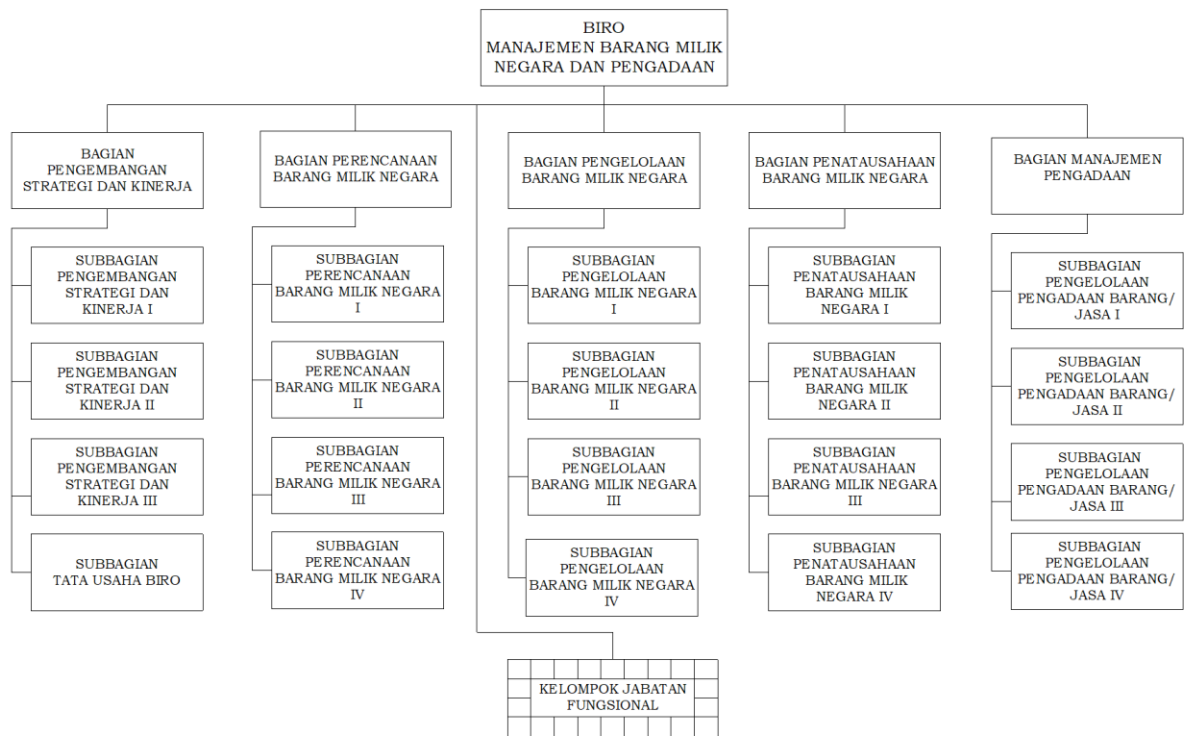 BIRO
MANAJEMEN BARANG MILIK
NEGARA DAN PENGADAAN
BAGIAN
PENGEMBANGAN
STRATEGI DAN KINERJA
BAGIAN PERENCANAAN
BARANG MILIK NEGARA
BAGIAN PENGELOLAAN
BARANG MILIK NEGARA
BAGIAN PENATAUSAHAAN
BARANG MILIK NEGARA
BAGIAN MANAJEMEN
PENGADAAN
SUBBAGIAN
PENGEMBANGAN
STRATEGI DAN
KINERJA I
SUBBAGIAN
PERENCANAAN
BARANG MILIK NEGARA
I
SUBBAGIAN
PENGELOLAAN
BARANG MILIK NEGARA
I
SUBBAGIAN
PENATAUSAHAAN
BARANG MILIK
NEGARA I
SUBBAGIAN
PENGELOLAAN
PENGADAAN BARANG/
JASA I
SUBBAGIAN
PENGEMBANGAN
STRATEGI DAN
KINERJA II
SUBBAGIAN
PERENCANAAN
BARANG MILIK NEGARA
II
SUBBAGIAN
PENGELOLAAN
BARANG MILIK NEGARA
II
SUBBAGIAN
PENATAUSAHAAN
BARANG MILIK
NEGARA II
SUBBAGIAN
PENGELOLAAN
PENGADAAN BARANG/
JASA II
SUBBAGIAN
PENGEMBANGAN
STRATEGI DAN
KINERJA III
SUBBAGIAN
PERENCANAAN
BARANG MILIK NEGARA
III
SUBBAGIAN
PENGELOLAAN
BARANG MILIK NEGARA
III
SUBBAGIAN
PENATAUSAHAAN
BARANG MILIK NEGARA
III
SUBBAGIAN
PENGELOLAAN
PENGADAAN BARANG/
JASA III
SUBBAGIAN
TATA USAHA BIRO
SUBBAGIAN
PERENCANAAN
BARANG MILIK NEGARA
IV
SUBBAGIAN
PENGELOLAAN
BARANG MILIK NEGARA
IV
SUBBAGIAN
PENATAUSAHAAN
BARANG MILIK
NEGARA IV
SUBBAGIAN
PENGELOLAAN
PENGADAAN BARANG/
JASA IV
KELOMPOK JABATAN
FUNGSIONAL